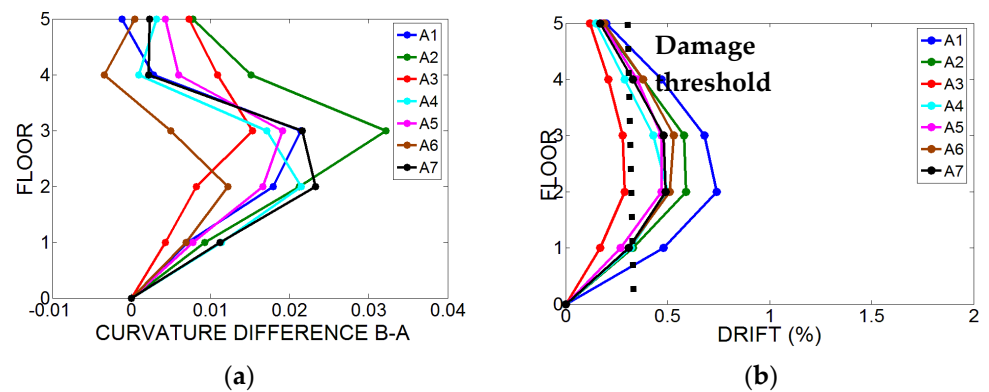 5
4
3
2
1
0
FLOOR
-0.01
0
0.01
0.02
0.03
0.04
CURVATURE DIFFERENCE B-A
A1
A2
A3
A4
A5
A6
A7
(a)
5
4
3
2
1
0
FLOOR
0
0.5
1
1.5
2
DRIFT (%)
Damage
threshold
A1
A2
A3
A4
A5
A6
A7
(b)